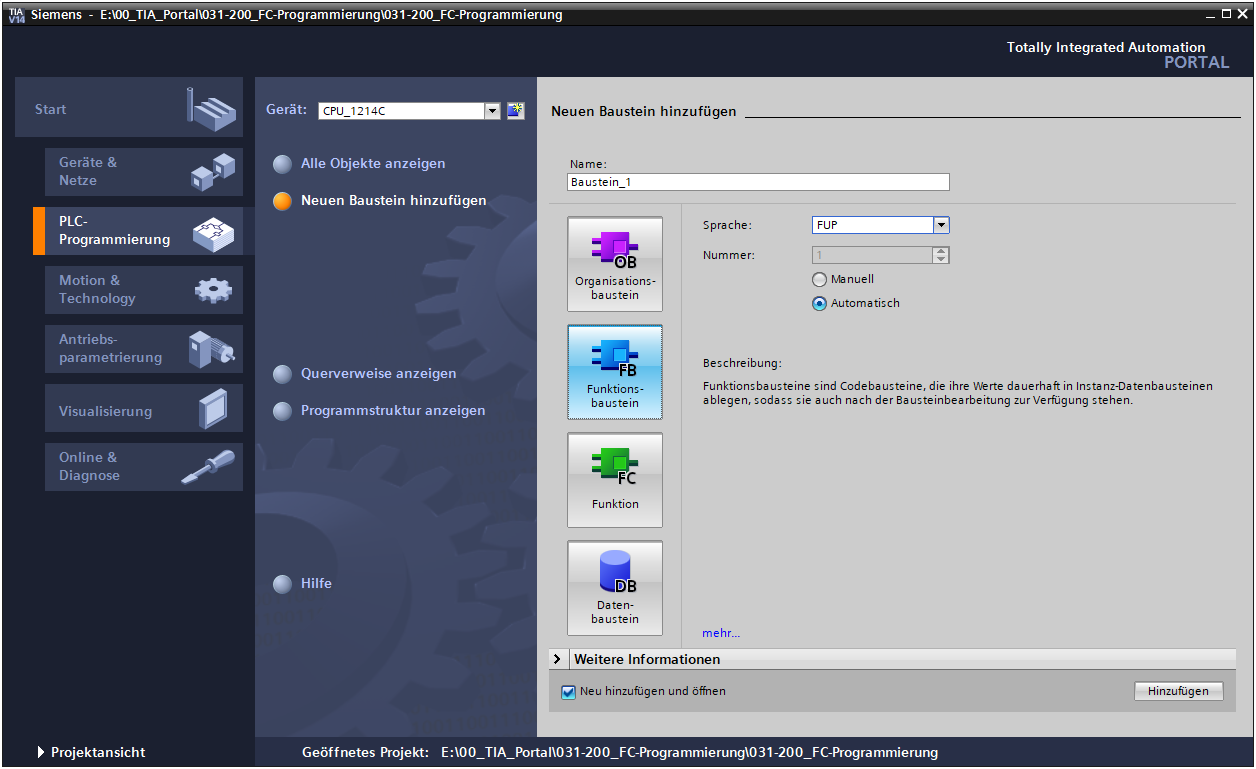 TIA
V14
Siemens - E:\00_TIA_Portal\031-200_FC-Programmierung\031-200_FC-Programmierung
Totally Integrated Automation
PORTAL
Start
Geräte &
Netze
PLC-
Programmierung
Motion &
Technology
Antriebs-
parametrierung
Visualisierung
Online &
Diagnose
Gerät:
CPU_1214C
Alle Objekte anzeigen
Neuen Baustein hinzufügen
Querverweise anzeigen
Programmstruktur anzeigen
Hilfe
Neuen Baustein hinzufügen
Name:
Baustein_1
OB
Organisations-
baustein
FB
Funktions-
baustein
FC
Funktion
DB
Daten-
baustein
Sprache:
FUP
Nummer:
1
Manuell
Automatisch
Beschreibung:
Funktionsbausteine sind Codebausteine, die ihre Werte dauerhaft in Instanz-Datenbausteinen
ablegen, sodass sie auch nach der Bausteinbearbeitung zur Verfügung stehen.
mehr...
Weitere Informationen
Neu hinzufügen und öffnen
Hinzufügen
Projektansicht
Geöffnetes Projekt: E:\00_TIA_Portal\031-200_FC-Programmierung\031-200_FC-Programmierung